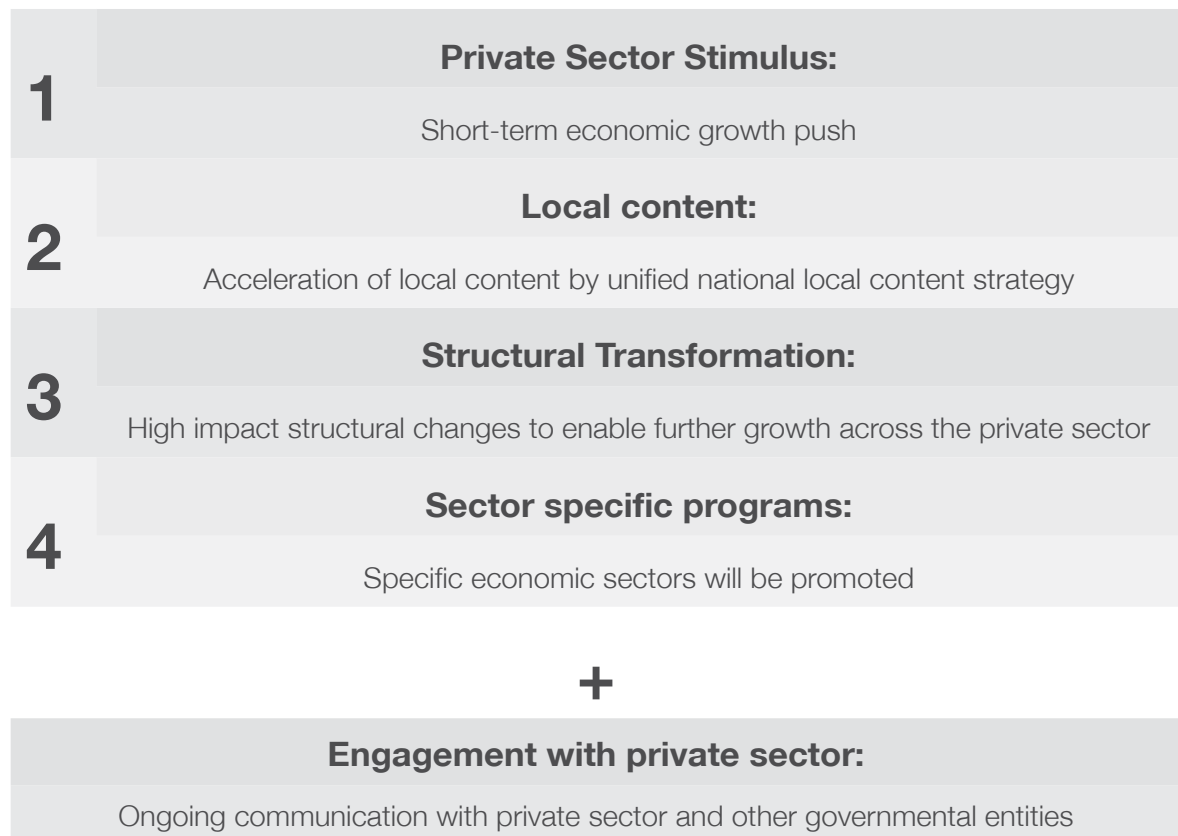 1
Private Sector Stimulus:
Short-term economic growth push
2
Local content:
Acceleration of local content by unified national local content strategy
3
Structural Transformation:
High impact structural changes to enable further growth across the private sector
4
Sector specific programs:
Specific economic sectors will be promoted
+
Engagement with private sector:
Ongoing communication with private sector and other governmental entities